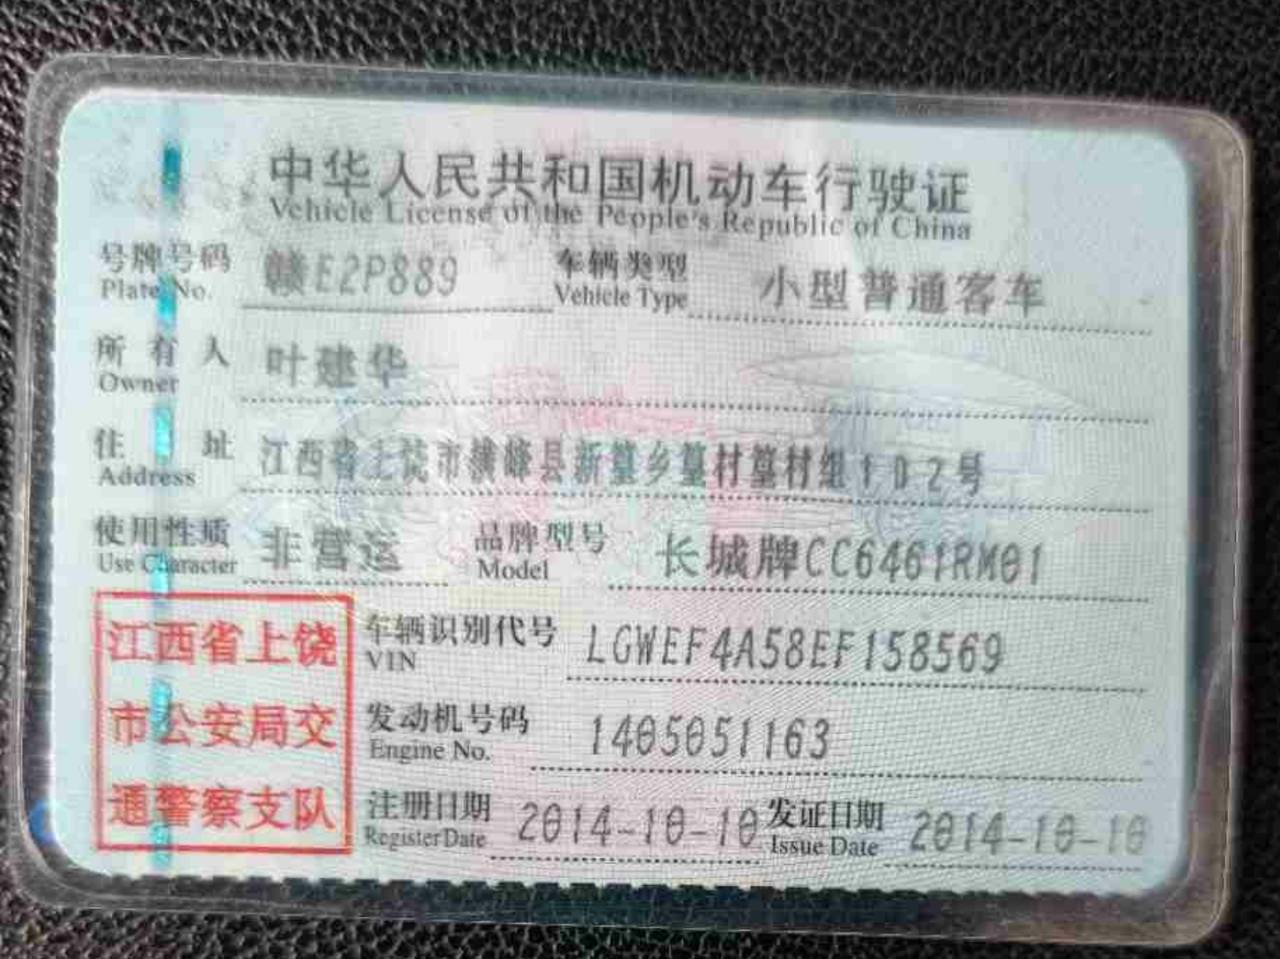 中华人民共和国机动车行驶证
Vehicle License of the People's Republic of China
号牌号码 赣E2P889 车辆类型 小型普通客车
Plate No. Vehicle Type
所有人 叶建华
Owner
住址 江西省上饶市横峰县新篁乡篁村篁村组102号
Address
使用性质 非营运 品牌型号 长城牌CC6461RM01
Use Character Model
江西省上饶
市公安局交
通警察支队
车辆识别代号 LGWEF4A58EF158569
VIN
发动机号码 1405051163
Engine No.
注册日期 2014-10-10 发证日期 2014-10-10
Register Date Issue Date